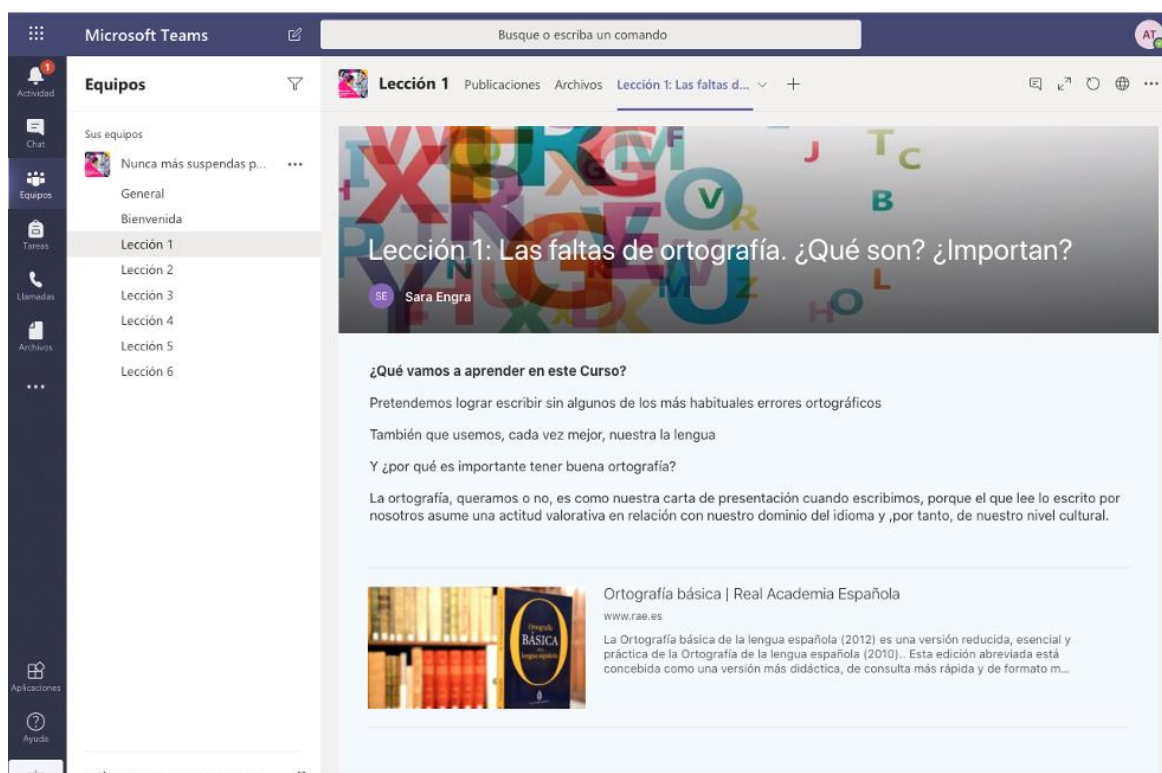 Microsoft Teams
Busque o escriba un comando
AT
1
Actividad
Chat
Equipos
Tareas
Llamadas
Archivos
Aplicaciones
Ayuda
Equipos
Sus equipos
Nunca más suspendas p...
General
Bienvenida
Lección 1
Lección 2
Lección 3
Lección 4
Lección 5
Lección 6
Lección 1 Publicaciones Archivos Lección 1: Las faltas d...
Lección 1: Las faltas de ortografía. ¿Qué son? ¿Importan?
SE Sara Engra
¿Qué vamos a aprender en este Curso?
Pretendemos lograr escribir sin algunos de los más habituales errores ortográficos
También que usemos, cada vez mejor, nuestra la lengua
Y ¿por qué es importante tener buena ortografía?
La ortografía, queramos o no, es como nuestra carta de presentación cuando escribimos, porque el que lee lo escrito por
nosotros asume una actitud valorativa en relación con nuestro dominio del idioma y ,por tanto, de nuestro nivel cultural.
Ortografía
BÁSICA
lengua española
Ortografía básica | Real Academia Española
www.rae.es
La Ortografía básica de la lengua española (2012) es una versión reducida, esencial y
práctica de la Ortografía de la lengua española (2010).. Esta edición abreviada está
concebida como una versión más didáctica, de consulta más rápida y de formato m...